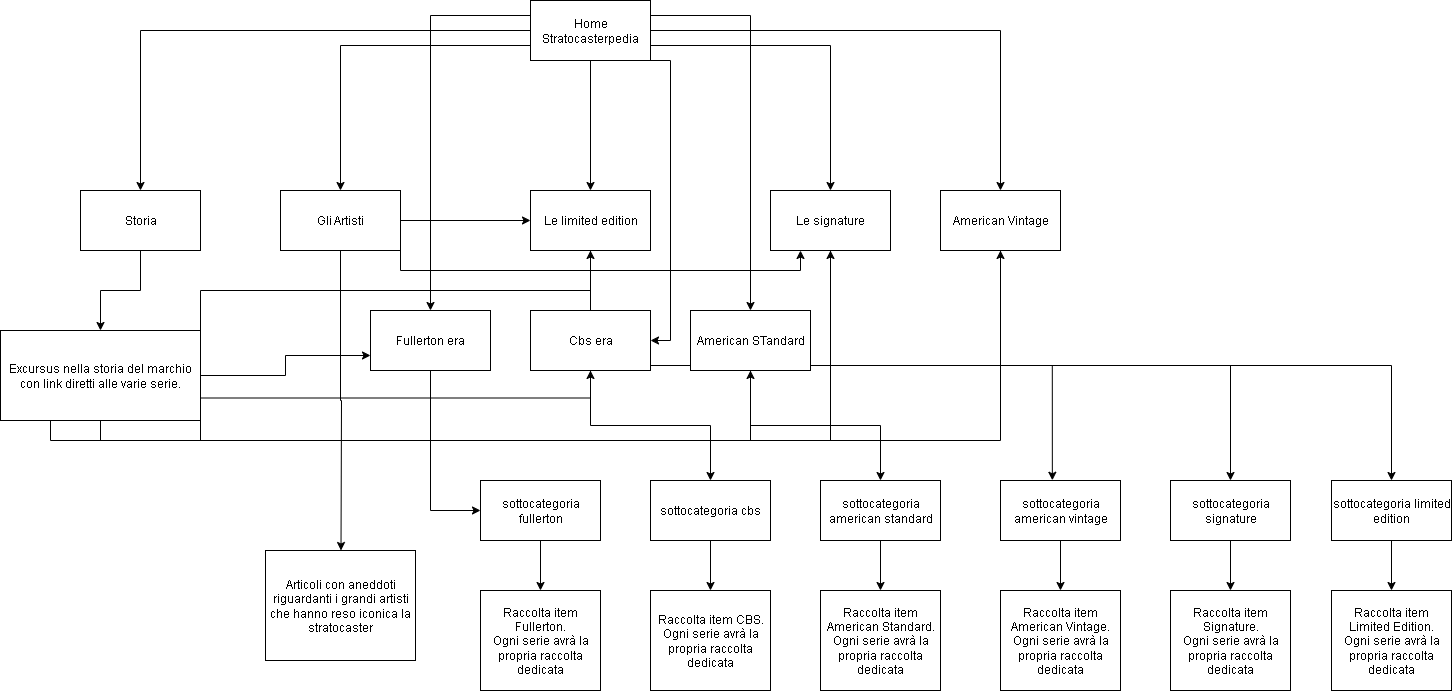 Home
Stratocasterpedia
Storia
Gli Artisti
Le limited edition
Le signature
American Vintage
Excursus nella storia del marchio
con link diretti alle varie serie.
Fullerton era
Cbs era
American STandard
sottocategoria
fullerton
sottocategoria cbs
sottocategoria
american standard
sottocategoria
american vintage
sottocategoria
signature
sottocategoria limited
edition
Articoli con aneddoti
riguardanti i grandi artisti
che hanno reso iconica la
stratocaster
Raccolta item
Fullerton.
Ogni serie avrà la
propria raccolta
dedicata
Raccolta item CBS.
Ogni serie avrà la
propria raccolta
dedicata
Raccolta item
American Standard.
Ogni serie avrà la
propria raccolta
dedicata
Raccolta item
American Vintage.
Ogni serie avrà la
propria raccolta
dedicata
Raccolta item
Signature.
Ogni serie avrà la
propria raccolta
dedicata
Raccolta item
Limited Edition.
Ogni serie avrà la
propria raccolta
dedicata